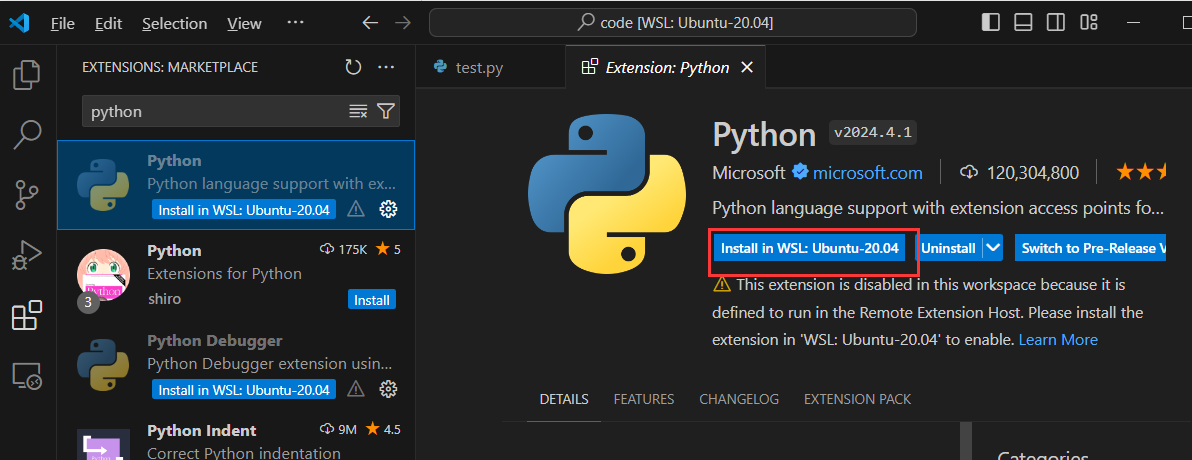 File Edit Selection View ···
code [WSL: Ubuntu-20.04]
EXTENSIONS: MARKETPLACE
python
Python
Python language support with ex...
Install in WSL: Ubuntu-20.04
Python 175K 5
Extensions for Python
shiro
Install
3
Python
Python Debugger
Python Debugger extension usin...
Install in WSL: Ubuntu-20.04
Python Indent 9M 4.5
Correct Python indentation
test.py
Extension: Python
Python v2024.4.1
Microsoft microsoft.com 120,304,800
Python language support with extension access points fo...
Install in WSL: Ubuntu-20.04 Uninstall Switch to Pre-Release V
This extension is disabled in this workspace because it is
defined to run in the Remote Extension Host. Please install the
extension in 'WSL: Ubuntu-20.04' to enable. Learn More
DETAILS FEATURES CHANGELOG EXTENSION PACK
Categories